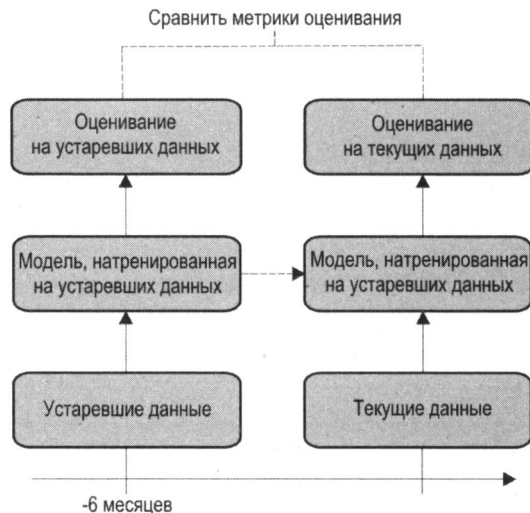 Сравнить метрики оценивания
Оценивание
на устаревших данных
Оценивание
на текущих данных
Модель, натренированная
на устаревших данных
Модель, натренированная
на устаревших данных
Устаревшие данные
Текущие данные
-6 месяцев